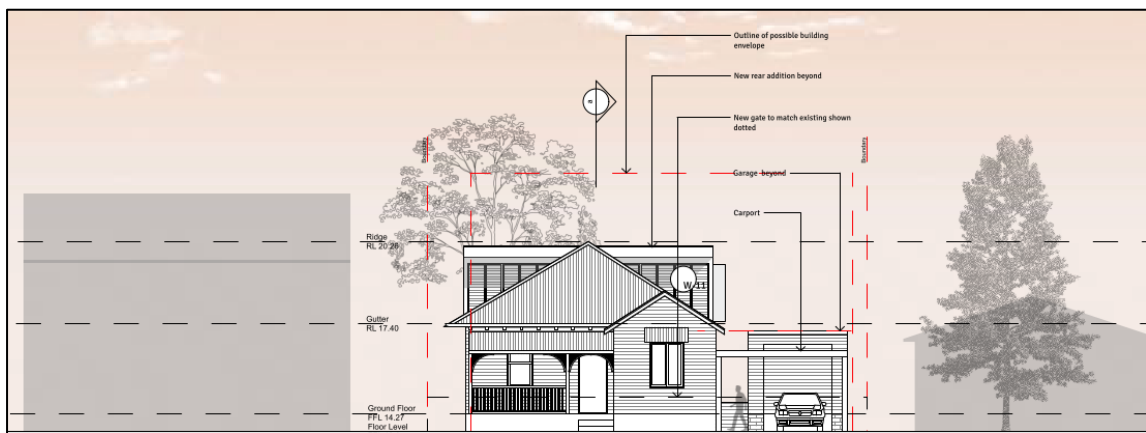 Outline of possible building
envelope
New rear addition beyond
New gate to match existing shown
dotted
Boundary
Boundary
Garage beyond
Carport
Ridge
RL 20.26
W-11
Gutter
RL 17.40
Ground Floor
FFL 14.27
Floor Level